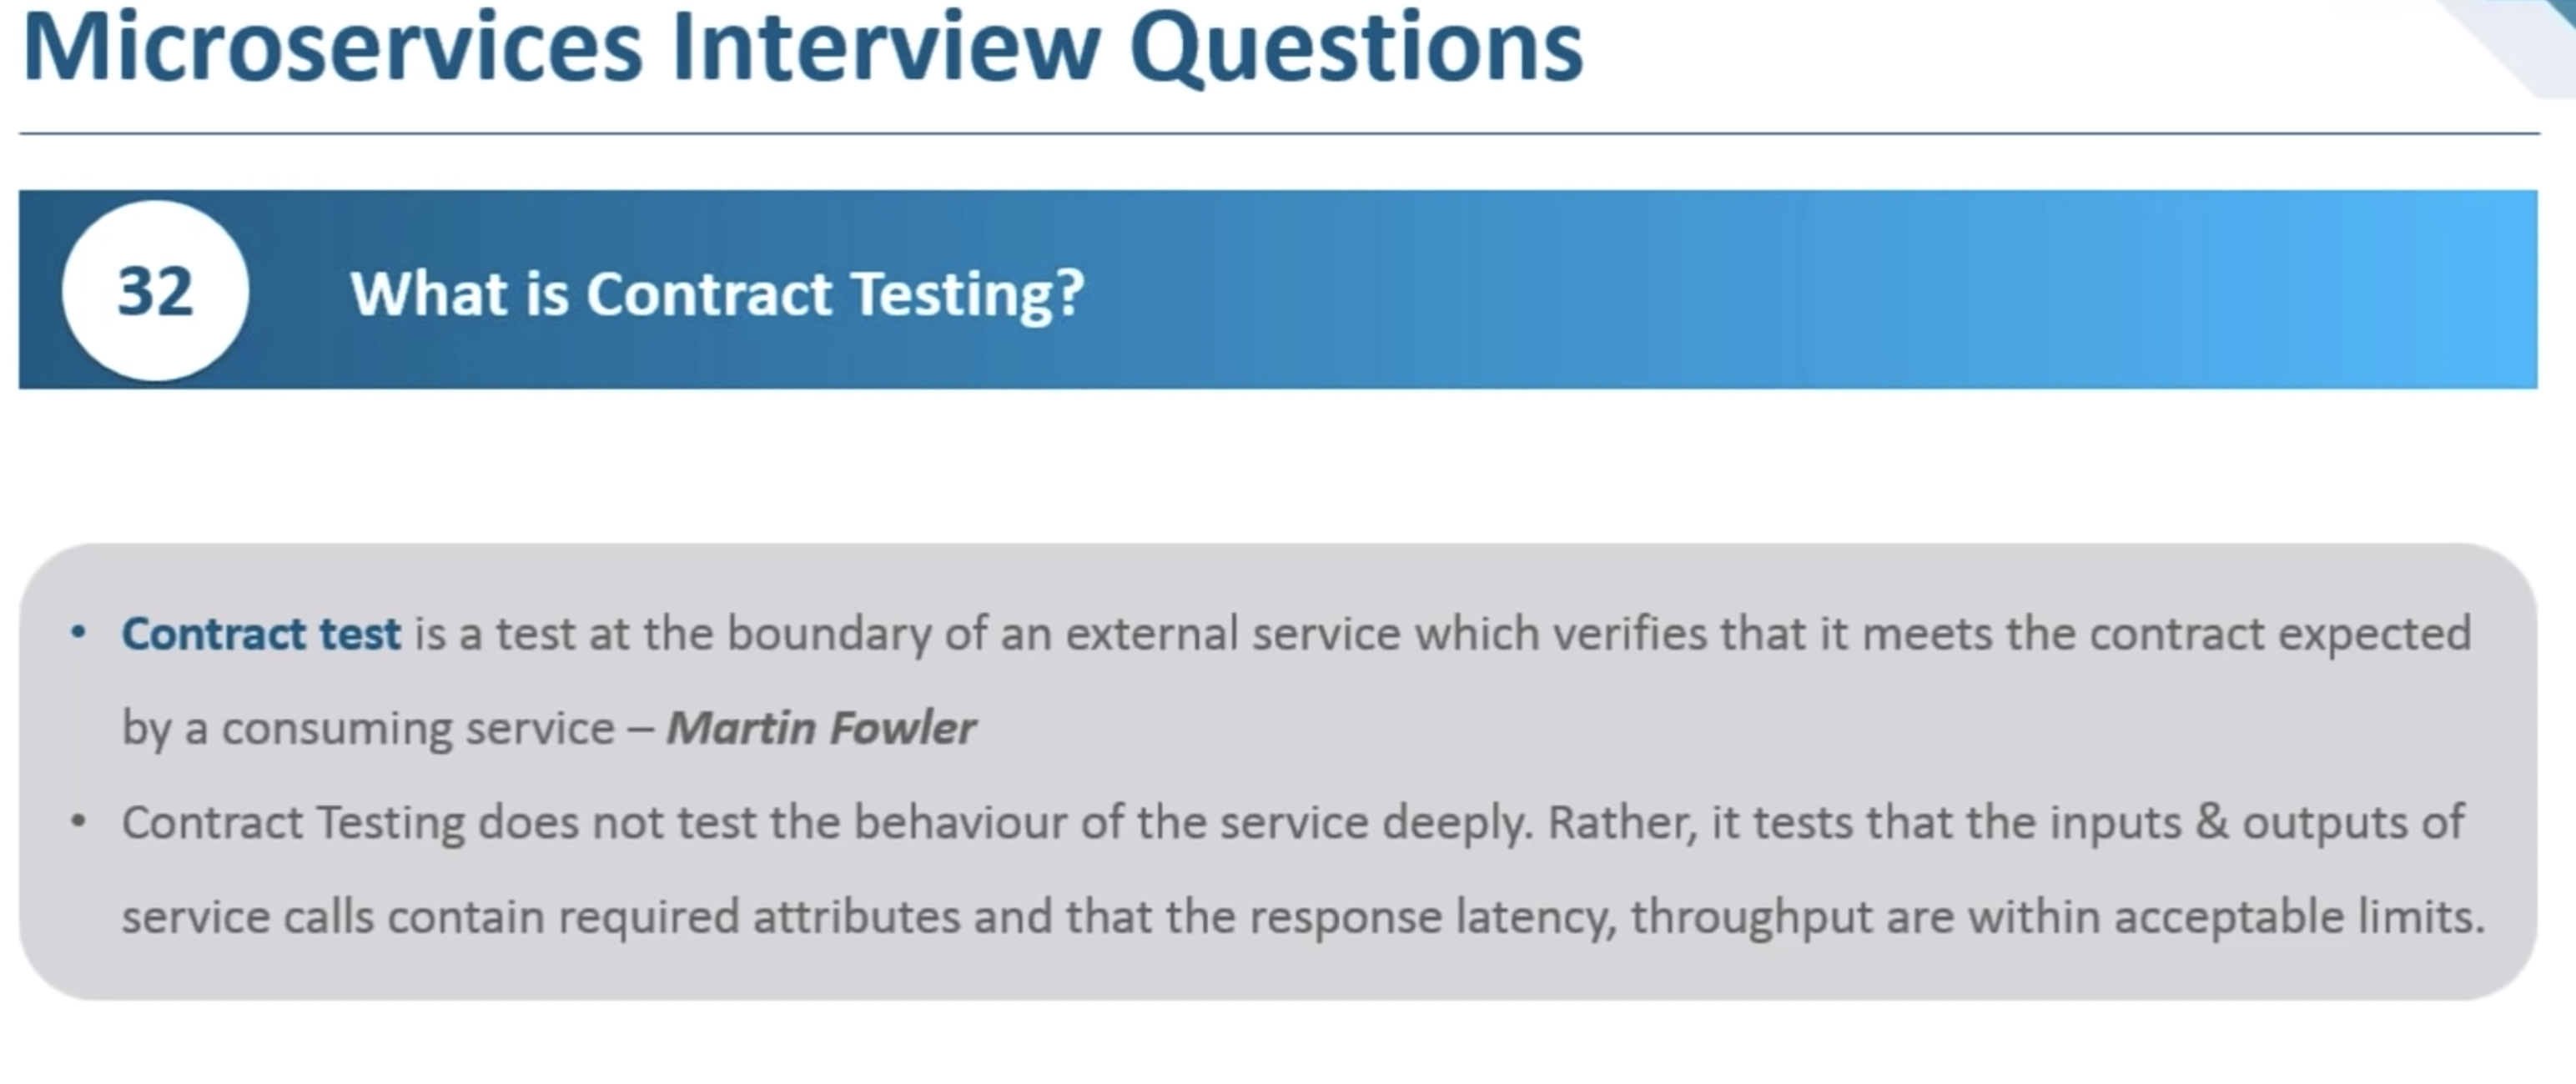 Microservices Interview Questions
32
What is Contract Testing?
• Contract test is a test at the boundary of an external service which verifies that it meets the contract expected
by a consuming service – Martin Fowler
• Contract Testing does not test the behaviour of the service deeply. Rather, it tests that the inputs & outputs of
service calls contain required attributes and that the response latency, throughput are within acceptable limits.